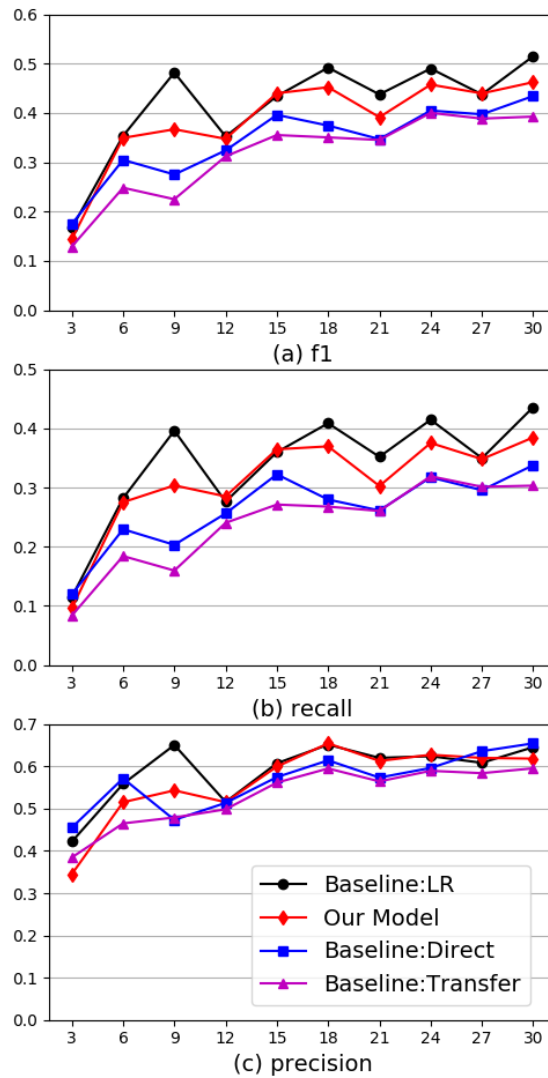 0.6
0.5
0.4
0.3
0.2
0.1
0.0
3 6 9 12 15 18 21 24 27 30
(a) f1
0.5
0.4
0.3
0.2
0.1
0.0
3 6 9 12 15 18 21 24 27 30
(b) recall
0.7
0.6
0.5
0.4
0.3
0.2
0.1
0.0
Baseline:LR
Our Model
Baseline:Direct
Baseline:Transfer
3 6 9 12 15 18 21 24 27 30
(c) precision